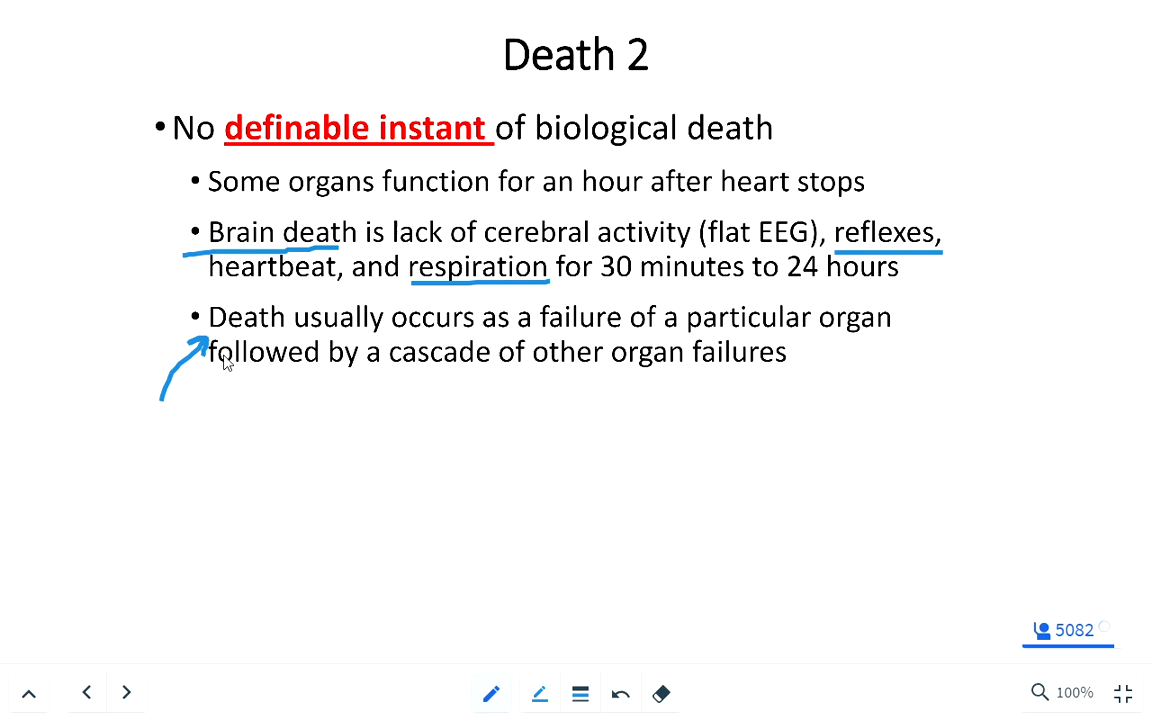 Death 2
• No definable instant of biological death
• Some organs function for an hour after heart stops
• Brain death is lack of cerebral activity (flat EEG), reflexes,
heartbeat, and respiration for 30 minutes to 24 hours
• Death usually occurs as a failure of a particular organ
followed by a cascade of other organ failures
5082
100%